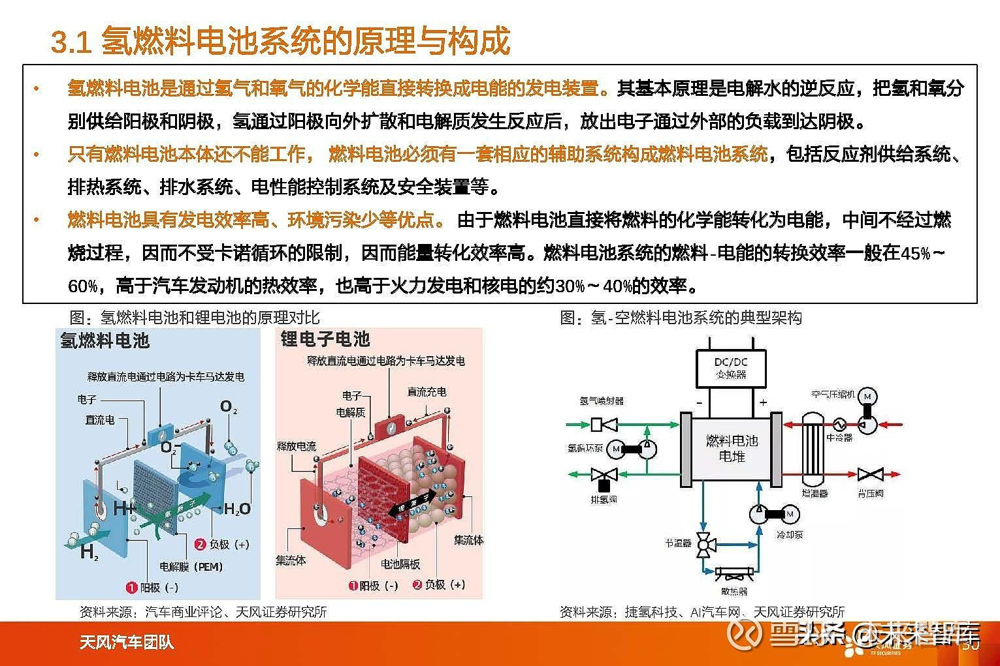 3.1 氢燃料电池系统的原理与构成
• 氢燃料电池是通过氢气和氧气的化学能直接转换成电能的发电装置。其基本原理是电解水的逆反应，把氢和氧分
别供给阳极和阴极，氢通过阳极向外扩散和电解质发生反应后，放出电子通过外部的负载到达阴极。
• 只有燃料电池本体还不能工作， 燃料电池必须有一套相应的辅助系统构成燃料电池系统，包括反应剂供给系统、
排热系统、排水系统、电性能控制系统及安全装置等。
• 燃料电池具有发电效率高、环境污染少等优点。 由于燃料电池直接将燃料的化学能转化为电能，中间不经过燃
烧过程，因而不受卡诺循环的限制，因而能量转化效率高。燃料电池系统的燃料-电能的转换效率一般在45%～
60%，高于汽车发动机的热效率，也高于火力发电和核电的约30%～40%的效率。
图：氢燃料电池和锂电池的原理对比
氢燃料电池
释放直流电通过电路为卡车马达发电
电子
直流电
O₂
O₂-
H+
氢离子
H₂O
H₂
❷ 负极 (+)
电解膜 (PEM)
❶ 阳极 (-)
锂电子电池
释放直流电通过电路为卡车马达发电
电子
直流充电
电解质
释放电流
锂离子
集流体
集流体
电池隔板
❶ 阳极 (-)
❷ 负极 (+)
资料来源：汽车商业评论、天风证券研究所
图：氢-空燃料电池系统的典型架构
DC/DC
变换器
-
+
氢气喷射器
空气压缩机
M
氢循环泵
M
中冷器
燃料电池
电堆
排氢阀
增湿器
背压阀
M
冷却泵
节温器
散热器
资料来源：捷氢科技、AI汽车网、天风证券研究所
天风汽车团队
雪球
头条 @未来智库
天风证券
TF SECURITIES
30